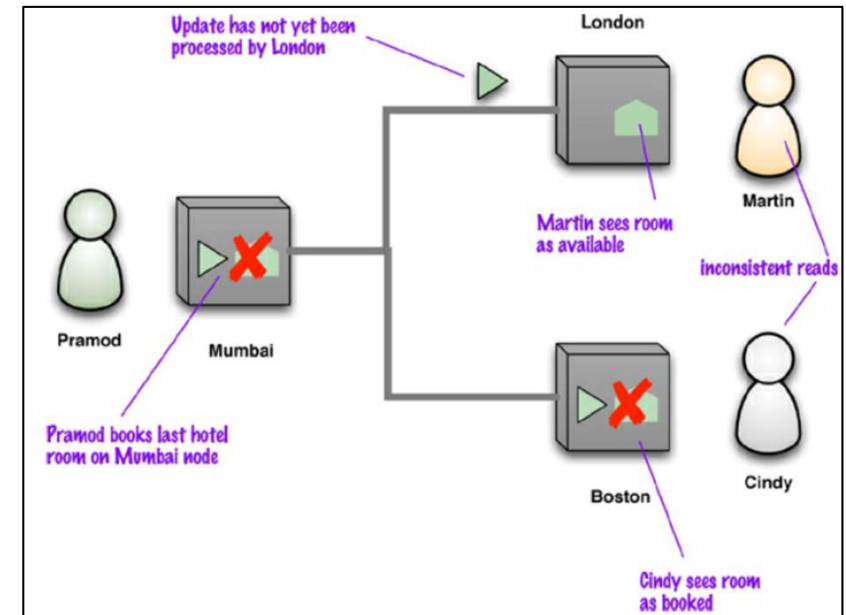 Update has not yet been
processed by London
London
Martin
Martin sees room
as available
inconsistent reads
Pramod
Mumbai
Pramod books last hotel
room on Mumbai node
Boston
Cindy
Cindy sees room
as booked